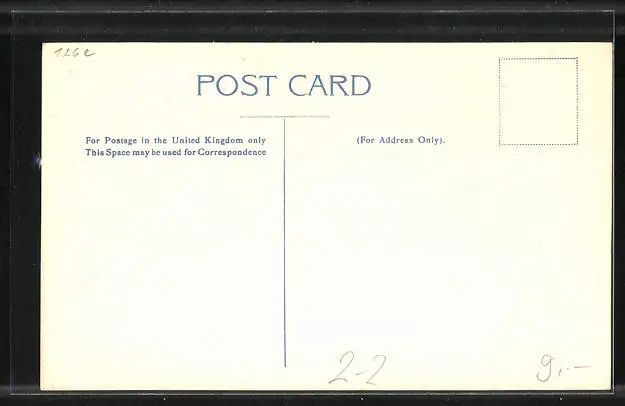 1262
POST CARD
For Postage in the United Kingdom only
This Space may be used for Correspondence
(For Address Only).
2-2
9,-